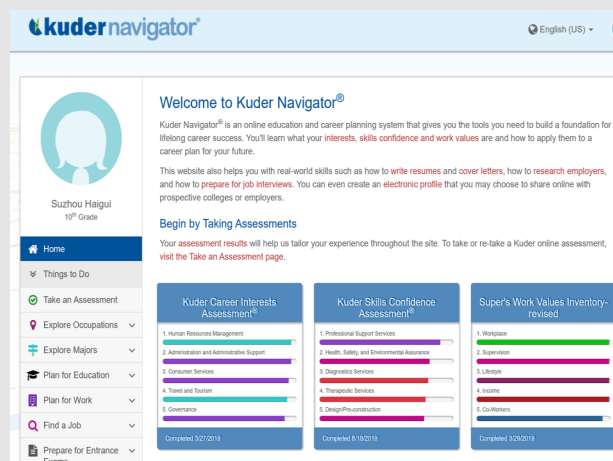 kudernavigator®
English (US)
Suzhou Haigui
10th Grade
Home
Things to Do
Take an Assessment
Explore Occupations
Explore Majors
Plan for Education
Plan for Work
Find a Job
Prepare for Entrance
Exams
Welcome to Kuder Navigator®
Kuder Navigator® is an online education and career planning system that gives you the tools you need to build a foundation for
lifelong career success. You'll learn what your interests, skills confidence and work values are and how to apply them to a
career plan for your future.
This website also helps you with real-world skills such as how to write resumes and cover letters, how to research employers,
and how to prepare for job interviews. You can even create an electronic profile that you may choose to share online with
prospective colleges or employers.
Begin by Taking Assessments
Your assessment results will help us tailor your experience throughout the site. To take or re-take a Kuder online assessment,
visit the Take an Assessment page.
Kuder Career Interests
Assessment®
1. Human Resources Management
2. Administration and Administrative Support
3. Consumer Services
4. Travel and Tourism
5. Governance
Completed 3/27/2019
Kuder Skills Confidence
Assessment®
1. Professional Support Services
2. Health, Safety, and Environmental Assurance
3. Diagnostics Services
4. Therapeutic Services
5. Design/Pre-construction
Completed 8/18/2019
Super's Work Values Inventory-
revised
1. Workplace
2. Supervision
3. Lifestyle
4. Income
5. Co-Workers
Completed 3/29/2019